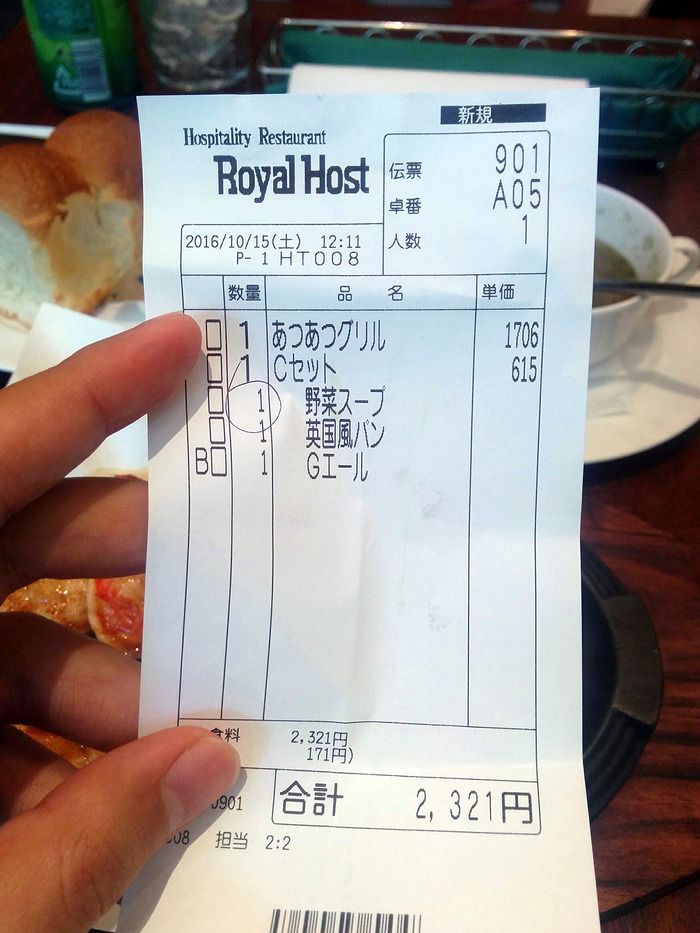 新規
Hospitality Restaurant
Royal Host
伝票 901
卓番 A05
人数 1
2016/10/15(土) 12:11
P-1HT008
数量 品名 単価
1 あつあつグリル 1706
1 Cセット 615
1 野菜スープ
1 英国風パン
B 1 Gエール
食料 2,321円
171円)
合計 2,321円
0901
担当 2:2